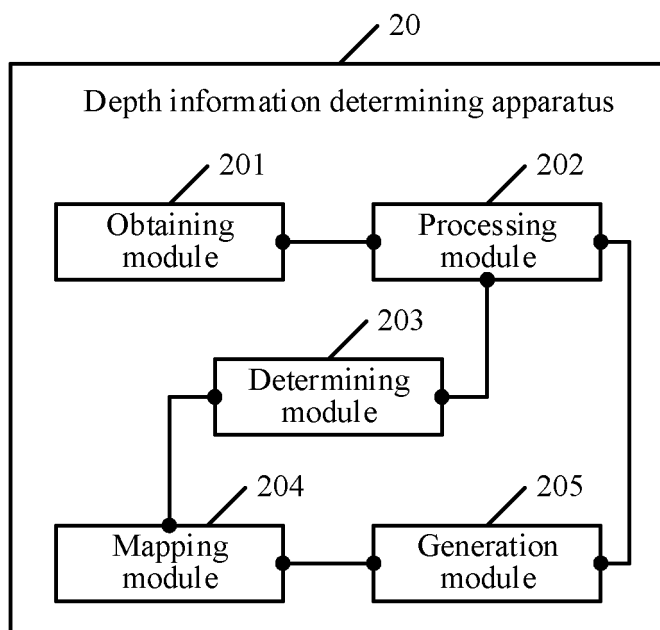 20
Depth information determining apparatus
201
Obtaining
module
202
Processing
module
203
Determining
module
204
Mapping
module
205
Generation
module